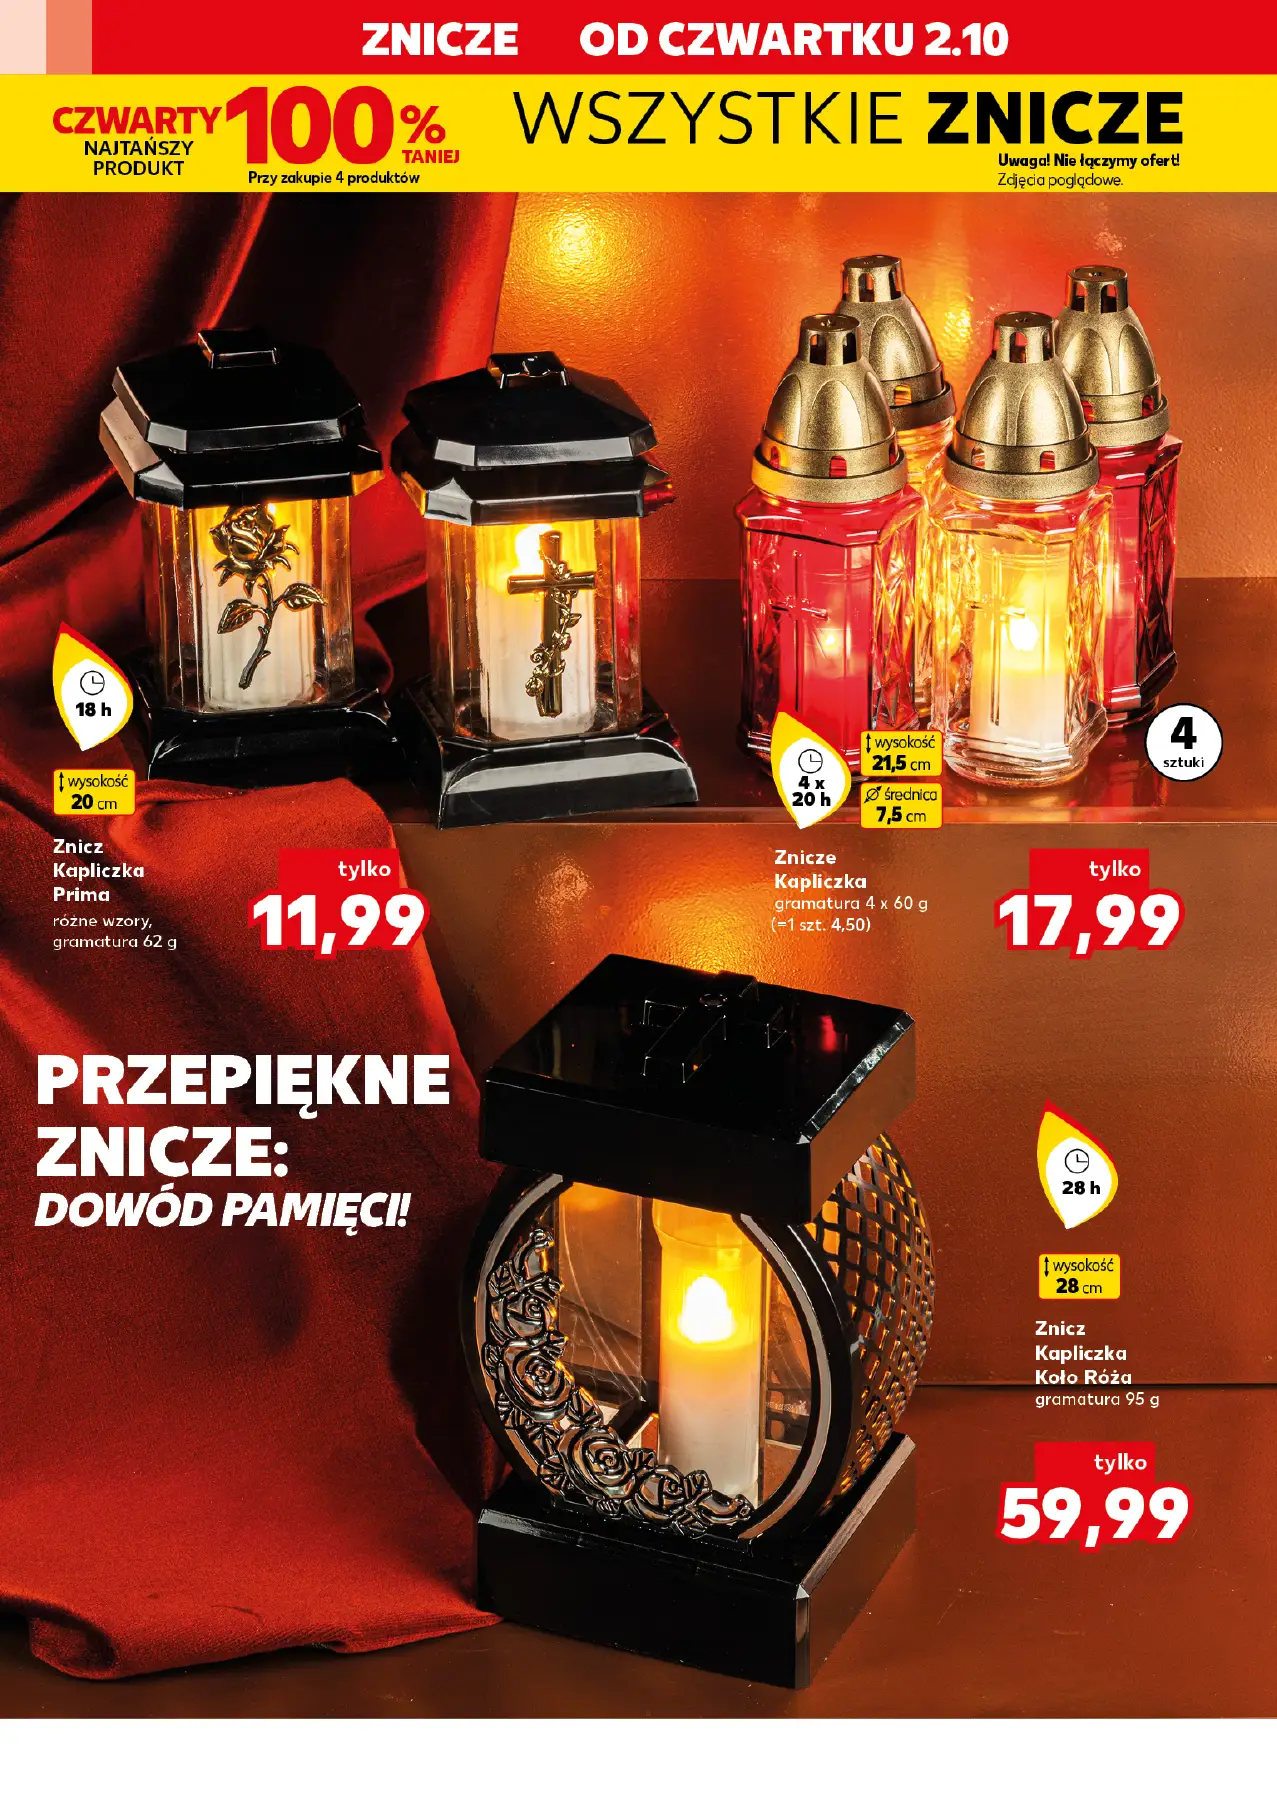 ZNICZE OD CZWARTKU 2.10
CZWARTY
NAJTAŃSZY
PRODUKT
100%
TANIEJ
Przy zakupie 4 produktów
WSZYSTKIE ZNICZE
Uwaga! Nie łączymy ofert!
Zdjęcia poglądowe.
18 h
wysokość
20 cm
Znicz
Kapliczka
Prima
różne wzory,
gramatura 62 g
tylko
11,99
4 x
20 h
wysokość
21,5 cm
średnica
7,5 cm
4
sztuki
Znicze
Kapliczka
gramatura 4 x 60 g
(=1 szt. 4,50)
tylko
17,99
PRZEPIĘKNE
ZNICZE:
DOWÓD PAMIĘCI!
28 h
wysokość
28 cm
Znicz
Kapliczka
Koło Róża
gramatura 95 g
tylko
59,99